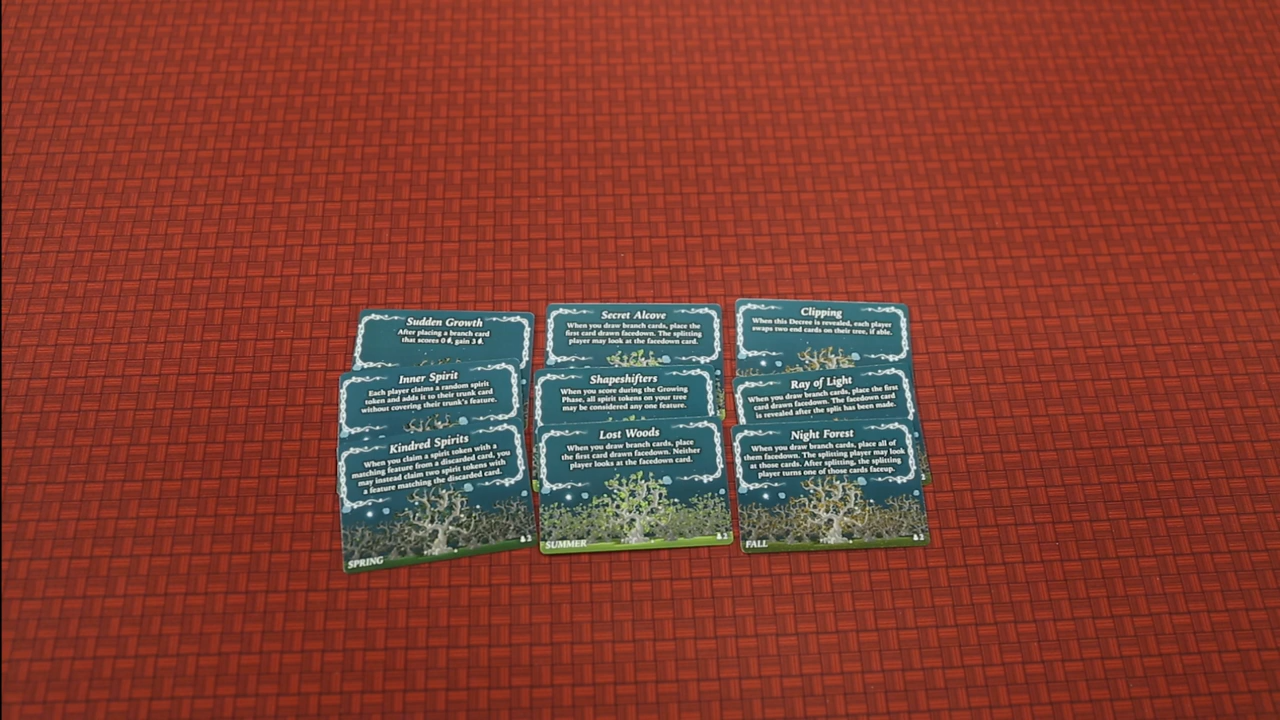 Sudden Growth
After placing a branch card
that scores 0, gain 3.
Inner Spirit
Each player claims a random spirit
token and adds it to their trunk card
without covering their trunk's feature.
Kindred Spirits
When you claim a spirit token with a
matching feature from a discarded card, you
may instead claim two spirit tokens with
a feature matching the discarded card.
SPRING
2
Secret Alcove
When you draw branch cards, place the
first card drawn facedown. The splitting
player may look at the facedown card.
Shapeshifters
When you score during the Growing
Phase, all spirit tokens on your tree
may be considered any one feature.
Lost Woods
When you draw branch cards, place
the first card drawn facedown. Neither
player looks at the facedown card.
SUMMER
2
Clipping
When this Decree is revealed, each player
swaps two end cards on their tree, if able.
Ray of Light
When you draw branch cards, place the first
card drawn facedown. The facedown card
is revealed after the split has been made.
Night Forest
When you draw branch cards, place all of
them facedown. The splitting player may look
at those cards. After splitting, the splitting
player turns one of those cards faceup.
FALL
2